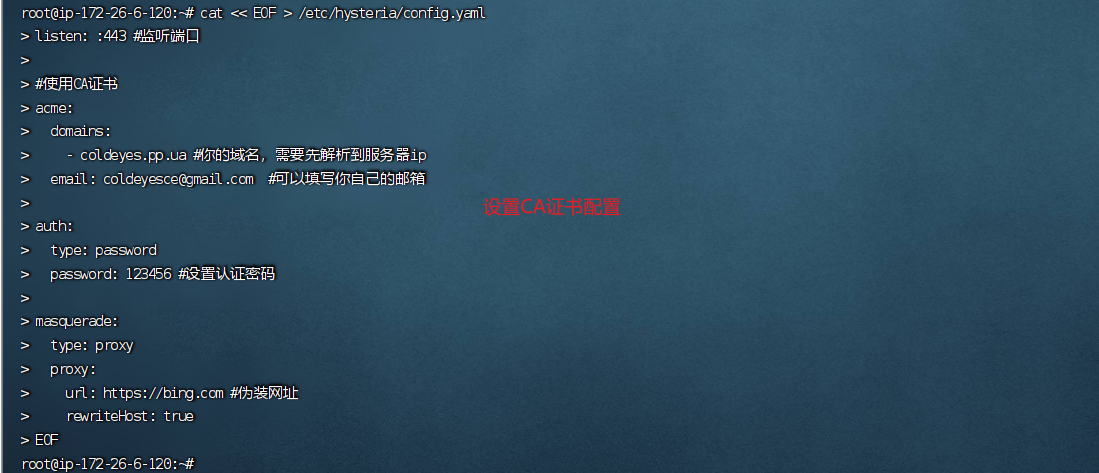 root@ip-172-26-6-120:~# cat << EOF > /etc/hysteria/config.yaml
> listen: :443 #监听端口
>
> #使用CA证书
> acme:
>   domains:
>     - coldeyes.pp.ua #你的域名，需要先解析到服务器ip
>   email: coldeyesce@gmail.com  #可以填写你自己的邮箱
>
设置CA证书配置
> auth:
>   type: password
>   password: 123456 #设置认证密码
>
> masquerade:
>   type: proxy
>   proxy:
>     url: https://bing.com #伪装网址
>     rewriteHost: true
> EOF
root@ip-172-26-6-120:~#